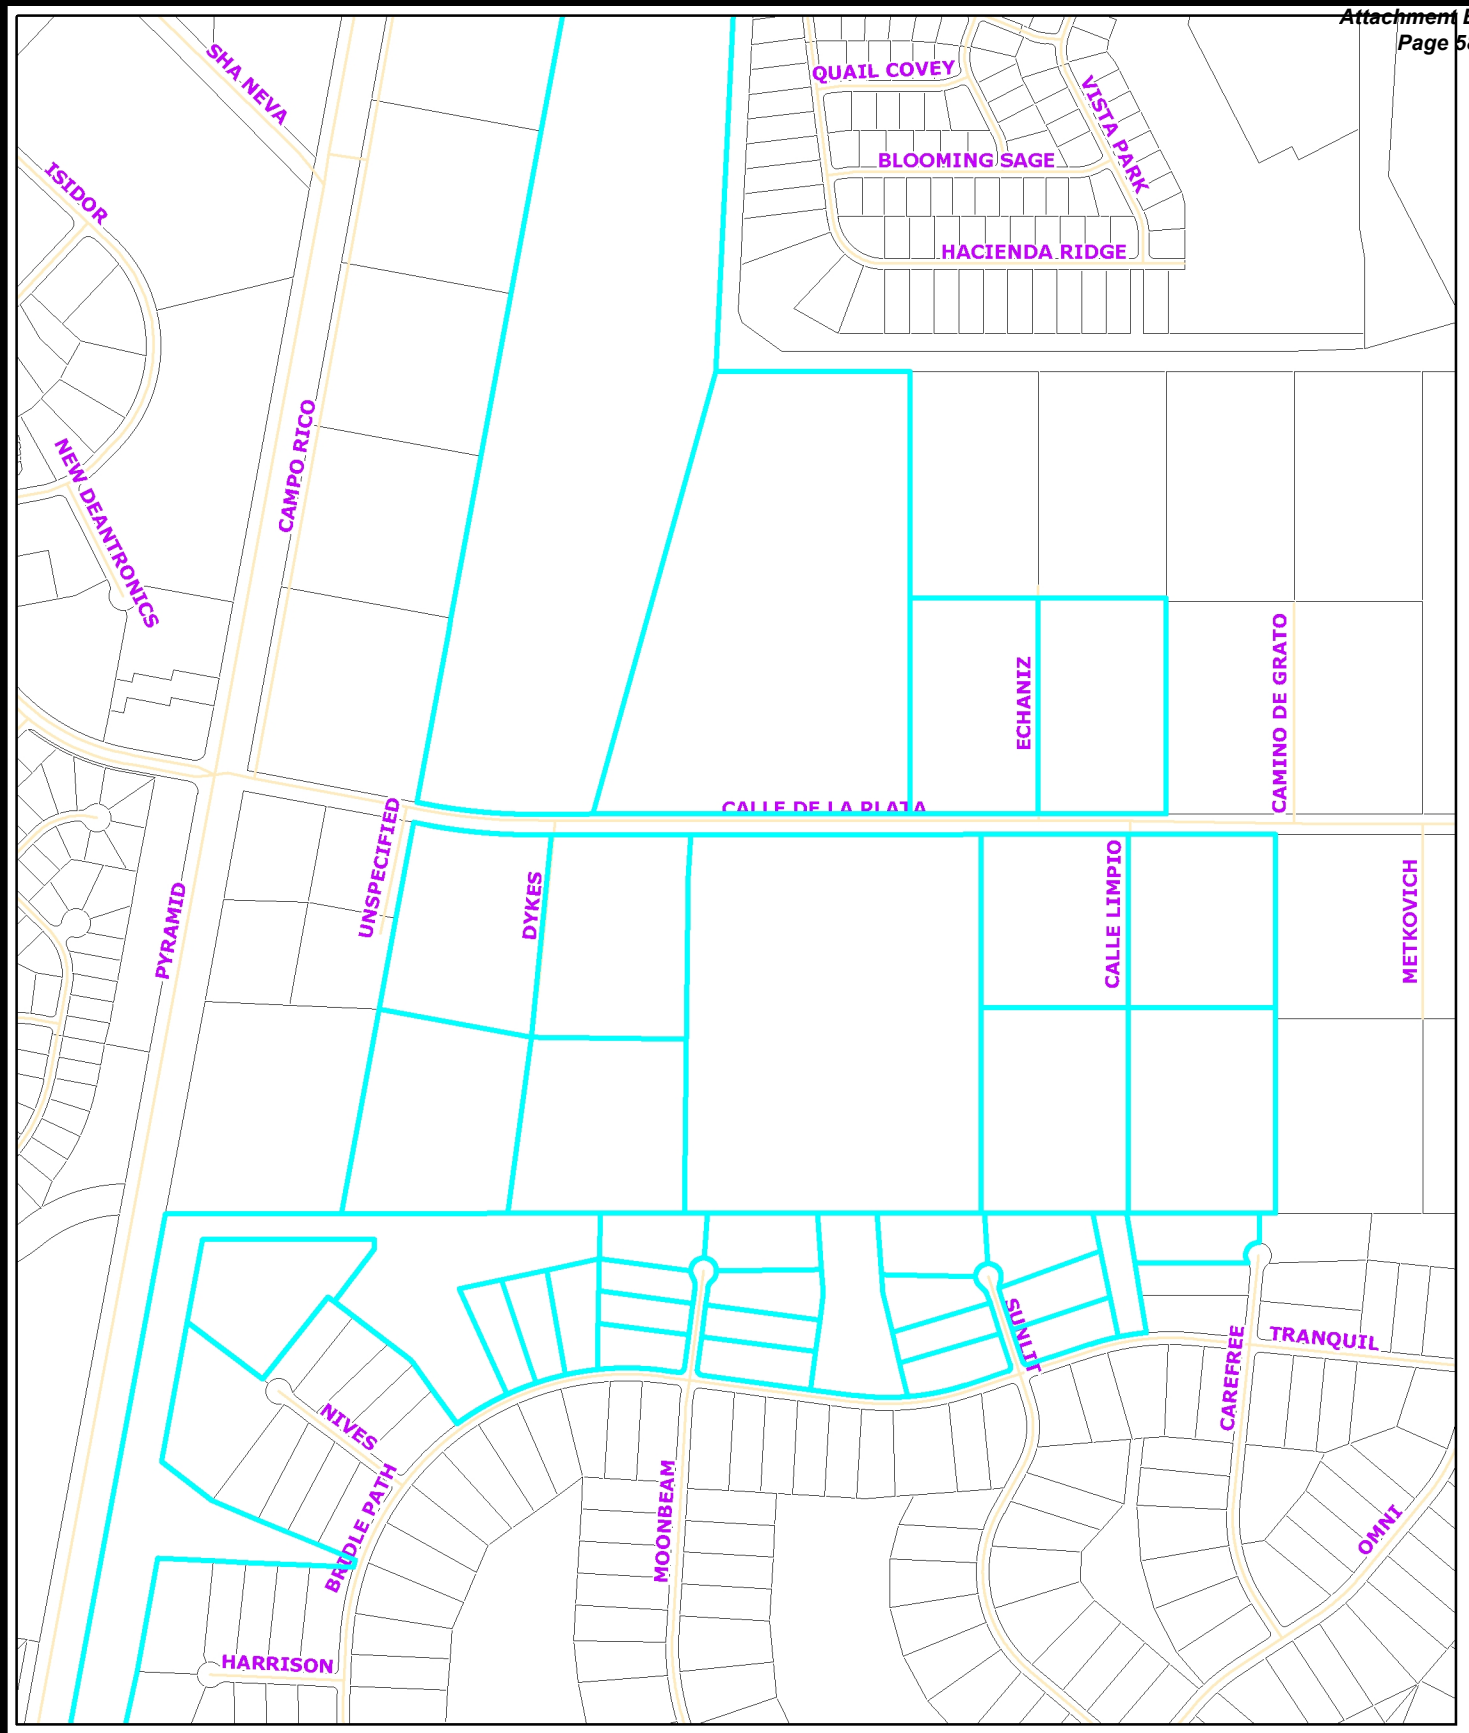 Attachment
Page 5
SHA NEVA
QUAIL COVEY
VISTA PARK
ISIDOR
BLOOMING SAGE
HACIENDA RIDGE
CAMPO RICO
NEW DEANTRONICS
ECHANIZ
CAMINO DE GRATO
CALLE DE LA PLATA
UNSPECIFIED
DYKES
CALLE LIMPIO
METKOVICH
PYRAMID
SUNLIT
TRANQUIL
CAREFREE
NIVES
BRIDLE PATH
MOONBEAM
OMNI
HARRISON